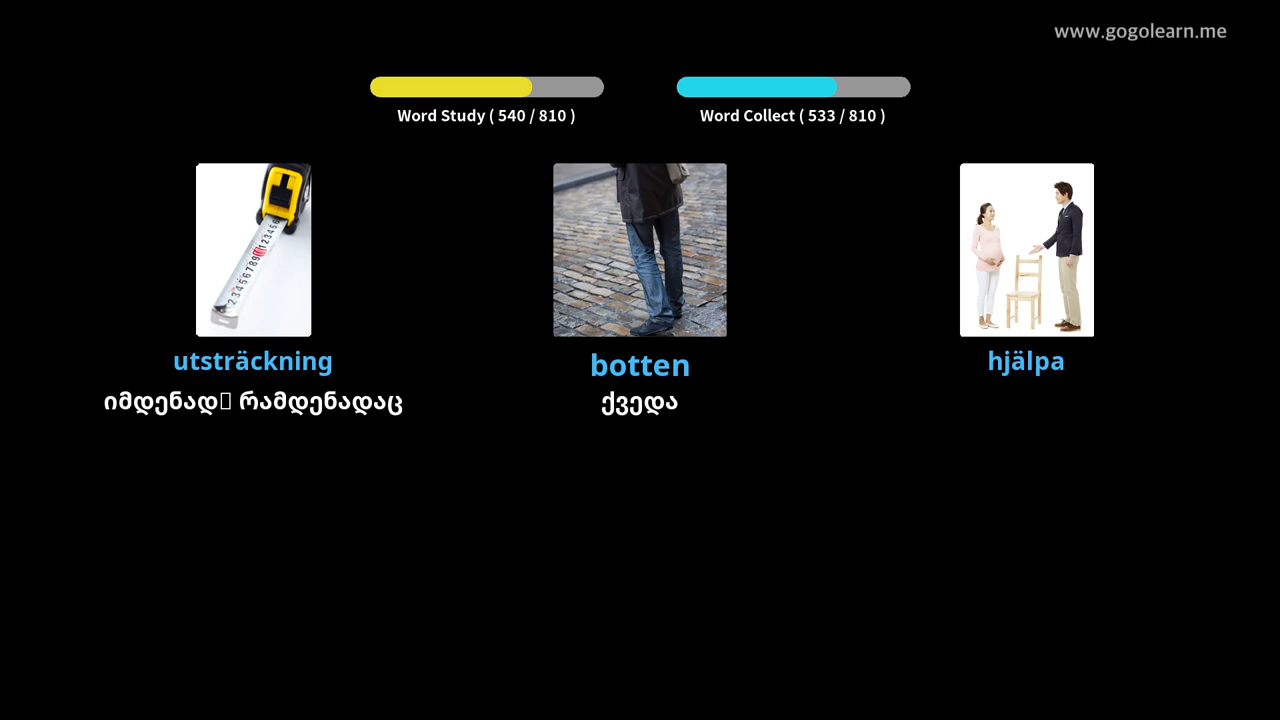 www.gogolearn.me
Word Study ( 540 / 810 )
Word Collect ( 533 / 810 )
utsträckning
botten
hjälpa
იმდენად რამდენადაც
ქვედა